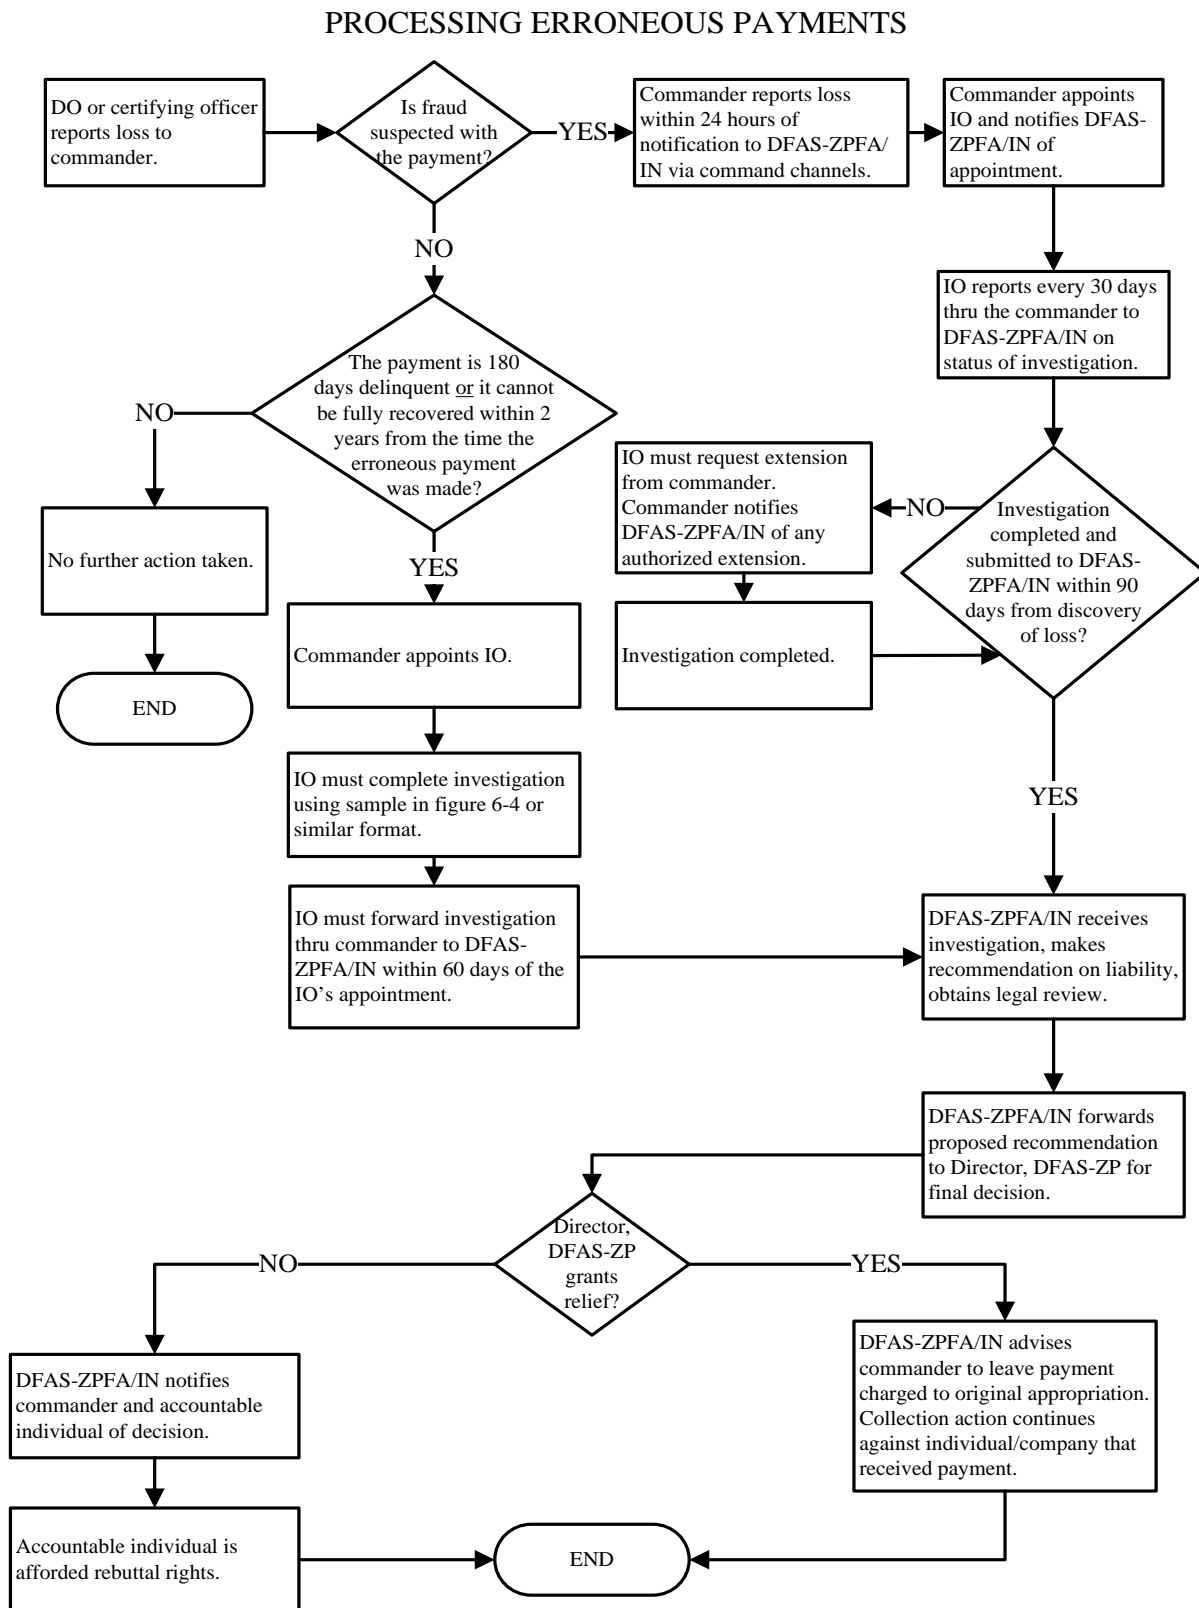 PROCESSING ERRONEOUS PAYMENTS
DO or certifying officer
reports loss to
commander.
Is fraud
suspected with
the payment?
YES
Commander reports loss
within 24 hours of
notification to DFAS-ZPFA/
IN via command channels.
Commander appoints
IO and notifies DFAS-
ZPFA/IN of
appointment.
NO
IO reports every 30 days
thru the commander to
DFAS-ZPFA/IN on
status of investigation.
The payment is 180
days delinquent or it cannot
be fully recovered within 2
years from the time the
erroneous payment
was made?
NO
No further action taken.
END
YES
Commander appoints IO.
IO must complete investigation
using sample in figure 6-4 or
similar format.
IO must forward investigation
thru commander to DFAS-
ZPFA/IN within 60 days of the
IO’s appointment.
Investigation
completed and
submitted to DFAS-
ZPFA/IN within 90
days from discovery
of loss?
NO
IO must request extension
from commander.
Commander notifies
DFAS-ZPFA/IN of any
authorized extension.
Investigation completed.
YES
DFAS-ZPFA/IN receives
investigation, makes
recommendation on liability,
obtains legal review.
DFAS-ZPFA/IN forwards
proposed recommendation
to Director, DFAS-ZP for
final decision.
Director,
DFAS-ZP
grants
relief?
NO
DFAS-ZPFA/IN notifies
commander and accountable
individual of decision.
Accountable individual is
afforded rebuttal rights.
YES
DFAS-ZPFA/IN advises
commander to leave payment
charged to original appropriation.
Collection action continues
against individual/company that
received payment.
END